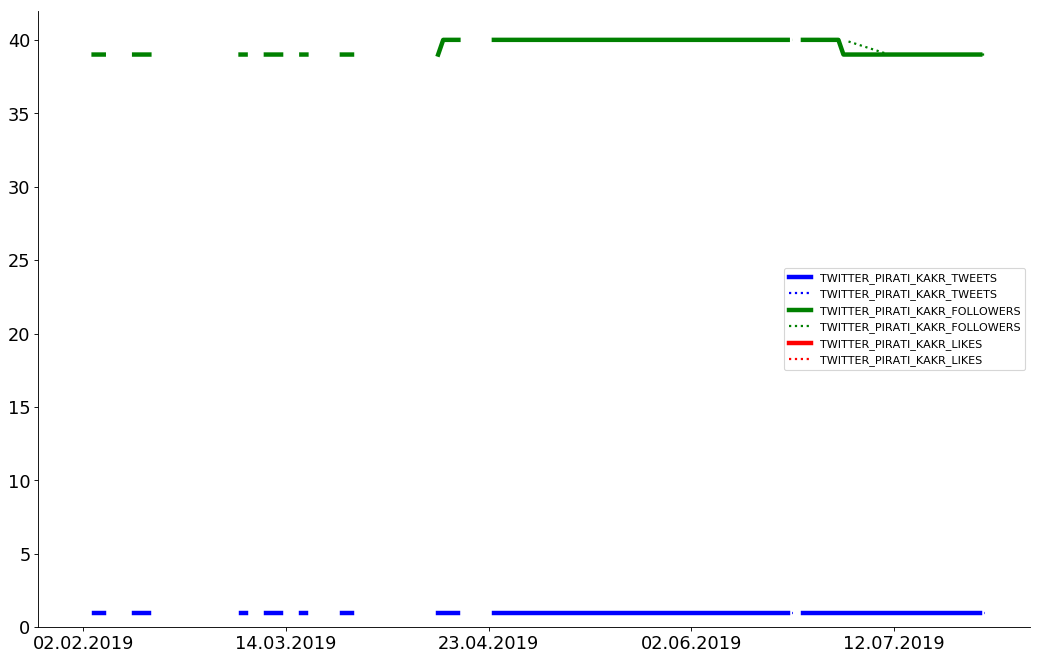 40
35
30
25
TWITTER_PIRATI_KAKR_TWEETS
TWITTER_PIRATI_KAKR_TWEETS
TWITTER_PIRATI_KAKR_FOLLOWERS
TWITTER_PIRATI_KAKR_FOLLOWERS
TWITTER_PIRATI_KAKR_LIKES
TWITTER_PIRATI_KAKR_LIKES
20
15
10
5
0
02.02.2019 14.03.2019 23.04.2019 02.06.2019 12.07.2019